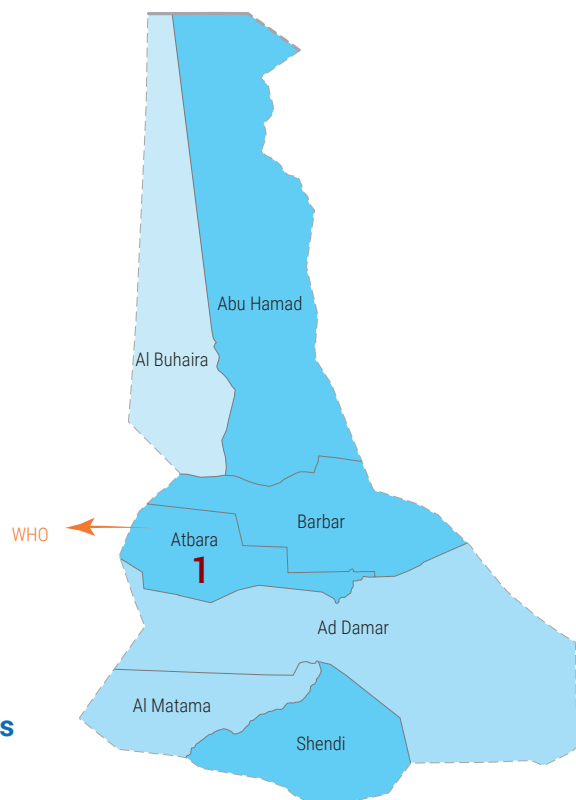 Abu Hamad
Al Buhaira
Barbar
WHO
Atbara
1
Ad Damar
Al Matama
s
Shendi